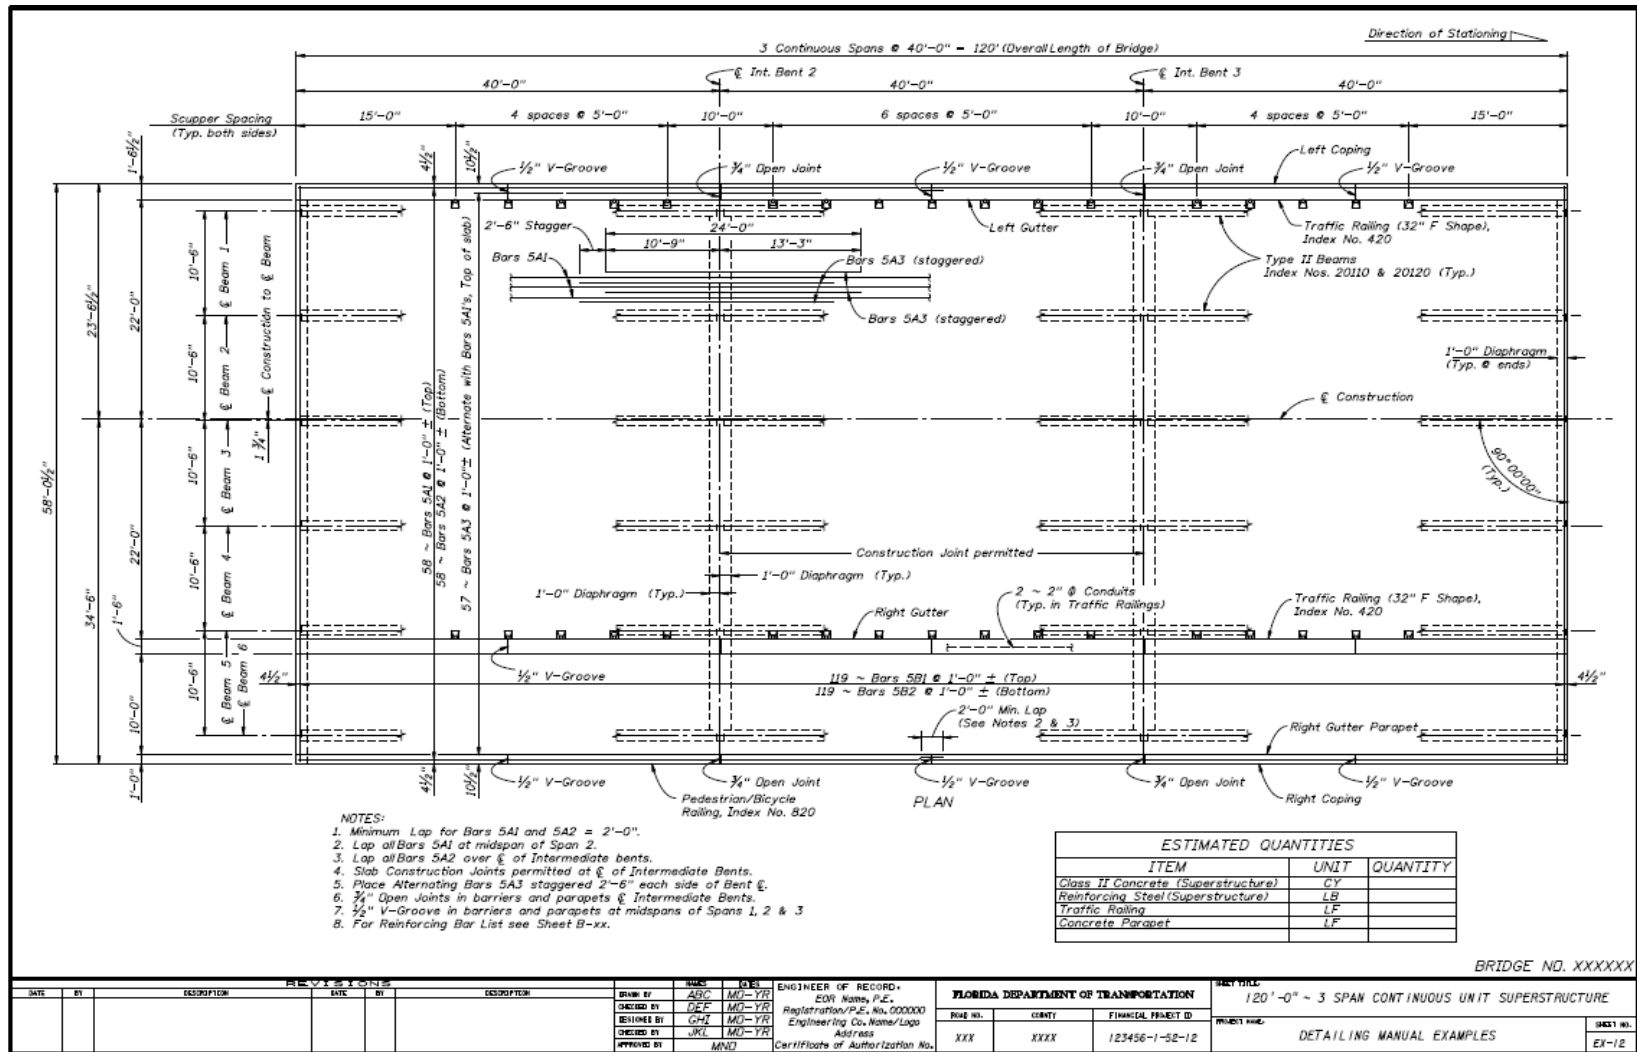 Direction of Stationing
3 Continuous Spans @ 40'-0" = 120' (Overall Length of Bridge)
℄ Int. Bent 2
℄ Int. Bent 3
40'-0"
40'-0"
40'-0"
Scupper Spacing
(Typ. both sides)
15'-0"
4 spaces @ 5'-0"
10'-0"
6 spaces @ 5'-0"
10'-0"
4 spaces @ 5'-0"
15'-0"
1'-6½"
4½"
10½"
½" V-Groove
¾" Open Joint
½" V-Groove
¾" Open Joint
Left Coping
½" V-Groove
2'-6" Stagger
24'-0"
Left Gutter
Traffic Railing (32" F Shape),
Index No. 420
10'-9"
13'-3"
Bars 5A1
Bars 5A3 (staggered)
Type II Beams
Index Nos. 20110 & 20120 (Typ.)
Bars 5A3 (staggered)
1'-0" Diaphragm
(Typ. @ ends)
℄ Construction
90°00'00"
(Typ.)
58'-0½"
23'-6½"
34'-6"
22'-0"
22'-0"
1'-6"
10'-0"
1'-0"
10'-6"
10'-6"
10'-6"
10'-6"
10'-6"
℄ Beam 1
℄ Beam 2
℄ Beam 3
℄ Beam 4
℄ Beam 5
℄ Beam 6
℄ Construction to ℄ Beam
1¾"
58 ~ Bars 5A1 @ 1'-0" ± (Top)
58 ~ Bars 5A2 @ 1'-0" ± (Bottom)
57 ~ Bars 5A3 @ 1'-0"± (Alternate with Bars 5A1's, Top of slab)
Construction Joint permitted
1'-0" Diaphragm (Typ.)
1'-0" Diaphragm (Typ.)
2 ~ 2" Φ Conduits
(Typ. in Traffic Railings)
Right Gutter
Traffic Railing (32" F Shape),
Index No. 420
4½"
½" V-Groove
119 ~ Bars 5B1 @ 1'-0" ± (Top)
119 ~ Bars 5B2 @ 1'-0" ± (Bottom)
4½"
2'-0" Min. Lap
(See Notes 2 & 3)
Right Gutter Parapet
4½"
10½"
½" V-Groove
¾" Open Joint
½" V-Groove
¾" Open Joint
½" V-Groove
Pedestrian/Bicycle
Railing, Index No. 820
PLAN
Right Coping
NOTES:
1. Minimum Lap for Bars 5A1 and 5A2 = 2'-0".
2. Lap all Bars 5A1 at midspan of Span 2.
3. Lap all Bars 5A2 over ℄ of Intermediate bents.
4. Slab Construction Joints permitted at ℄ of Intermediate Bents.
5. Place Alternating Bars 5A3 staggered 2'-6" each side of Bent ℄.
6. ¾" Open Joints in barriers and parapets ℄ Intermediate Bents.
7. ½" V-Groove in barriers and parapets at midspans of Spans 1, 2 & 3
8. For Reinforcing Bar List see Sheet B-xx.
ESTIMATED QUANTITIES
ITEM UNIT QUANTITY
Class II Concrete (Superstructure) CY
Reinforcing Steel (Superstructure) LB
Traffic Railing LF
Concrete Parapet LF
BRIDGE NO. XXXXXX
REVISIONS
DATE BY DESCRIPTION DATE BY DESCRIPTION
NAMES DATES
DRAWN BY ABC MO-YR
CHECKED BY DEF MO-YR
DESIGNED BY GHI MO-YR
CHECKED BY JKL MO-YR
APPROVED BY MNO
ENGINEER OF RECORD:
EOR Name, P.E.
Registration/P.E. No. 000000
Engineering Co. Name/Logo
Address
Certificate of Authorization No.
FLORIDA DEPARTMENT OF TRANSPORTATION
ROAD NO. COUNTY FINANCIAL PROJECT ID
XXX XXXX 123456-1-52-12
SHEET TITLE:
120'-0" ~ 3 SPAN CONTINUOUS UNIT SUPERSTRUCTURE
PROJECT NAME:
DETAILING MANUAL EXAMPLES
SHEET NO.
EX-12